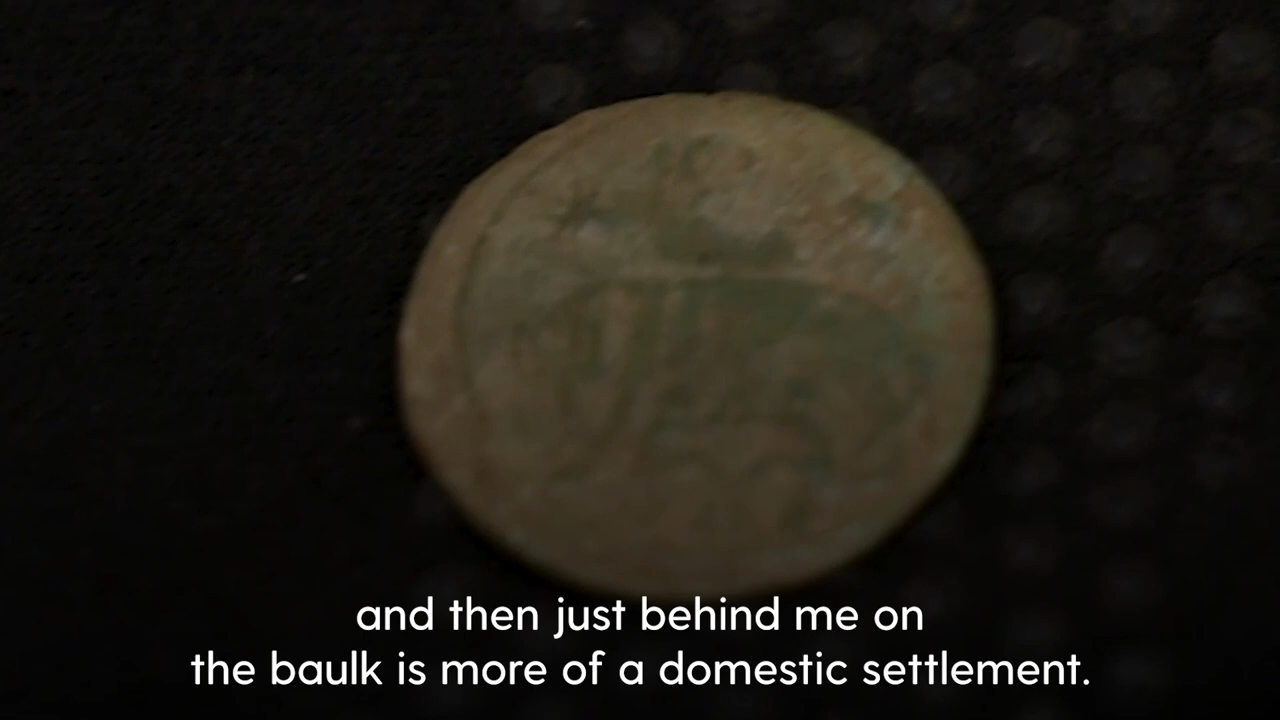 and then just behind me on
the baulk is more of a domestic settlement.